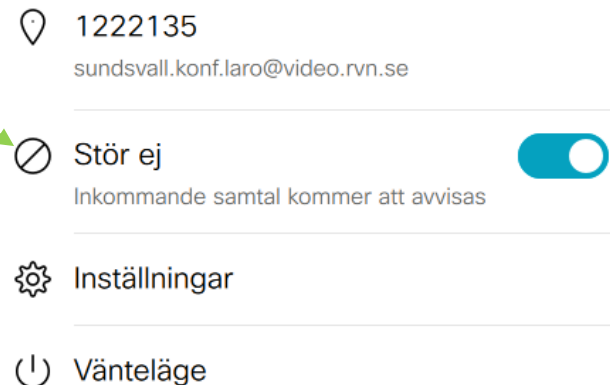 1222135
sundsvall.konf.laro@video.rvn.se
Stör ej
Inkommande samtal kommer att avvisas
Inställningar
Vänteläge